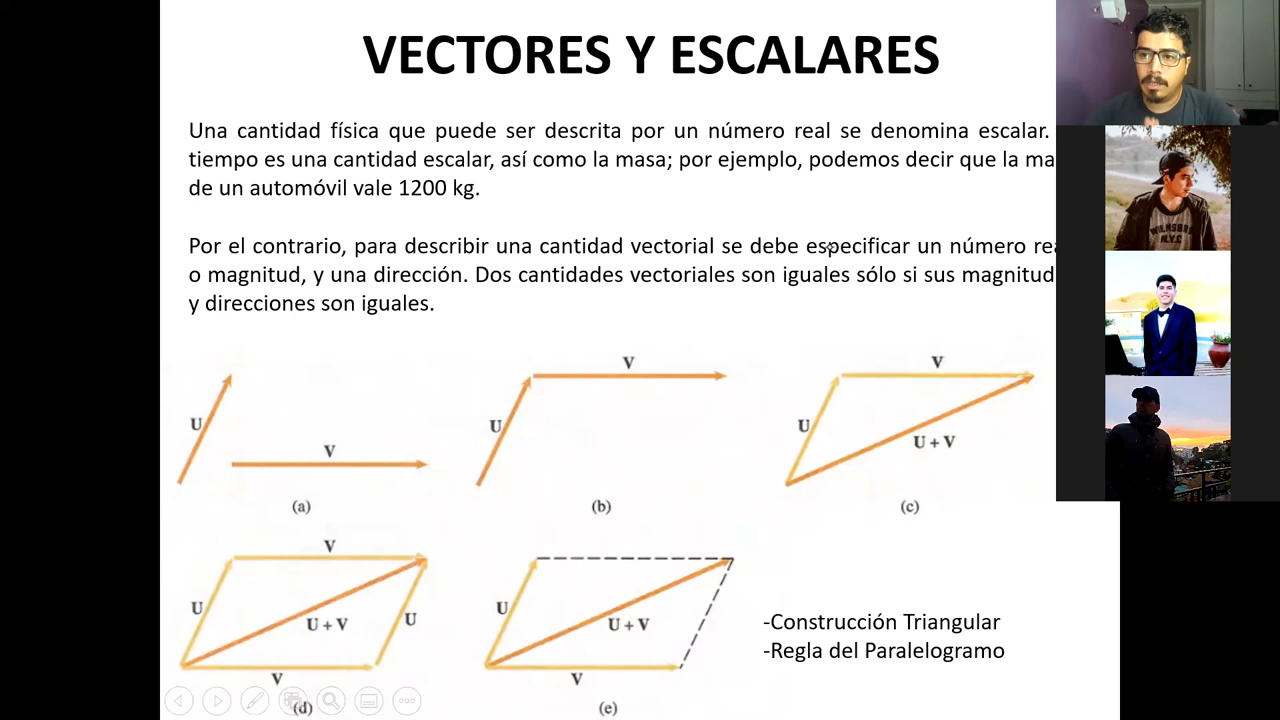 VECTORES Y ESCALARES
Una cantidad física que puede ser descrita por un número real se denomina escalar.
tiempo es una cantidad escalar, así como la masa; por ejemplo, podemos decir que la ma
de un automóvil vale 1200 kg.
Por el contrario, para describir una cantidad vectorial se debe especificar un número rea
o magnitud, y una dirección. Dos cantidades vectoriales son iguales sólo si sus magnitud
y direcciones son iguales.
U
V
(a)
U
V
(b)
U
V
U + V
(c)
V
U
U + V
U
V
(d)
U
U + V
V
(e)
-Construcción Triangular
-Regla del Paralelogramo
N.Y.C